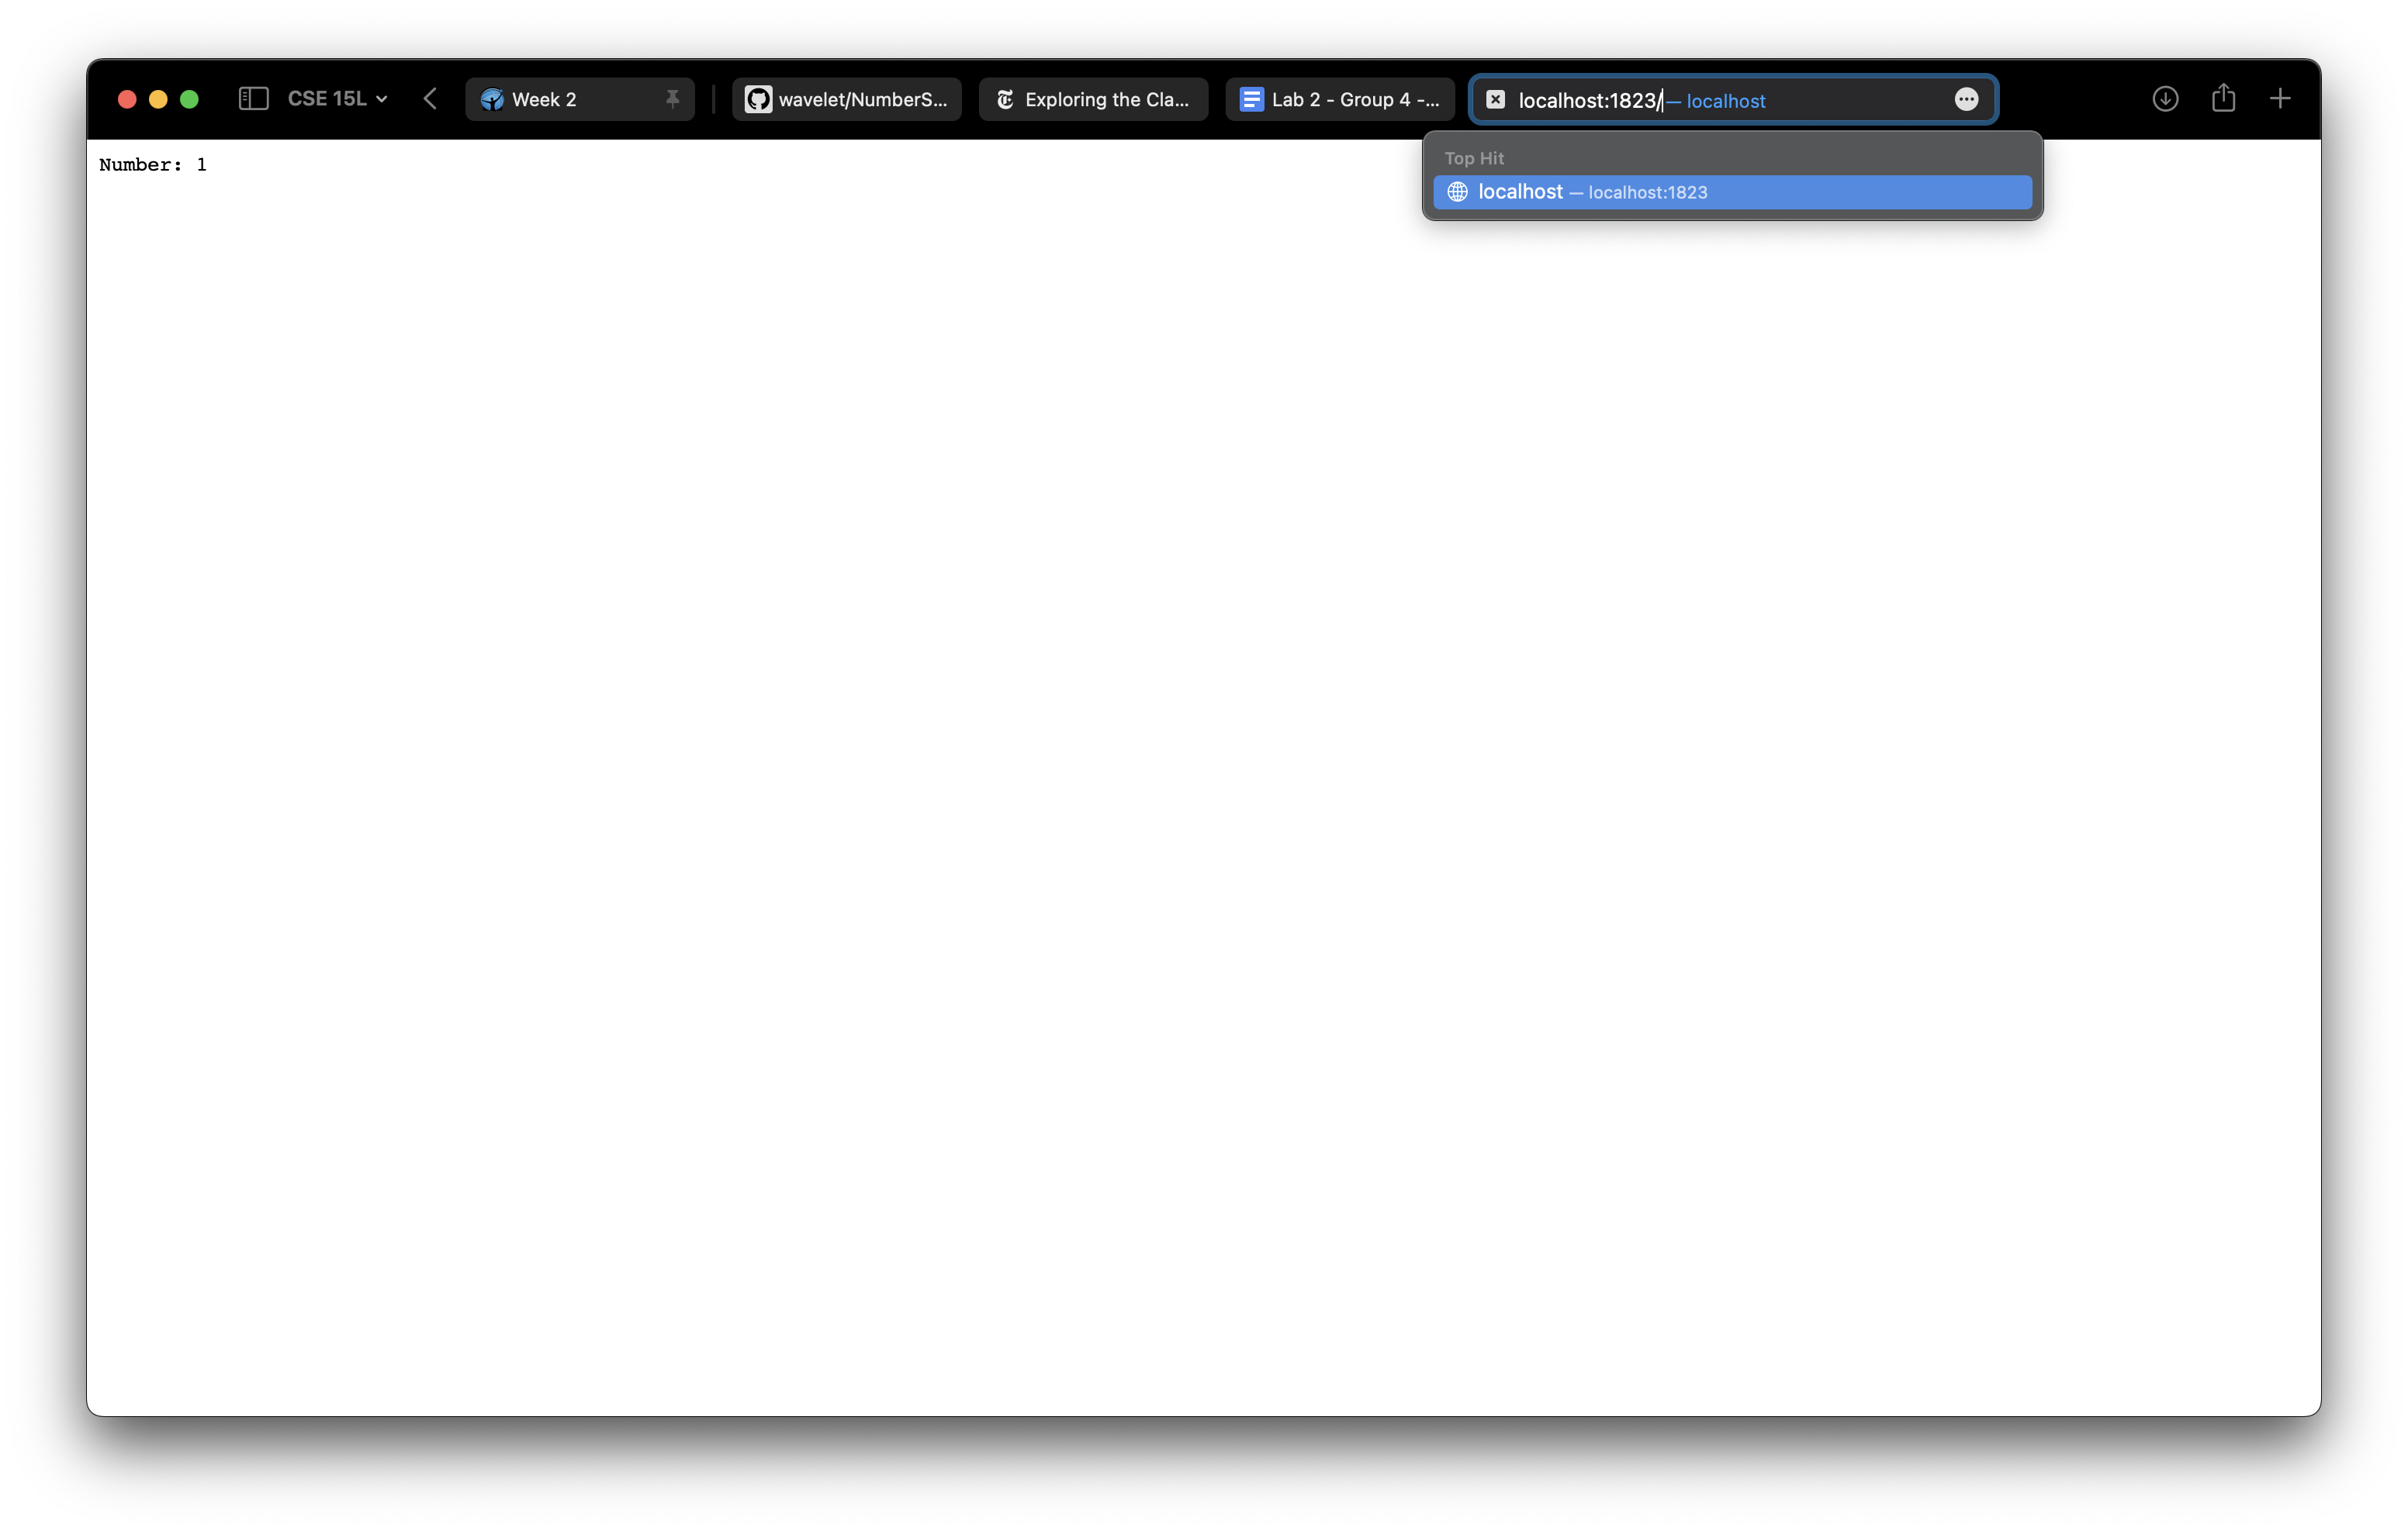 CSE 15L
Week 2
wavelet/NumberS...
Exploring the Cla...
Lab 2 - Group 4 -...
localhost:1823/ — localhost
Top Hit
localhost — localhost:1823
Number: 1